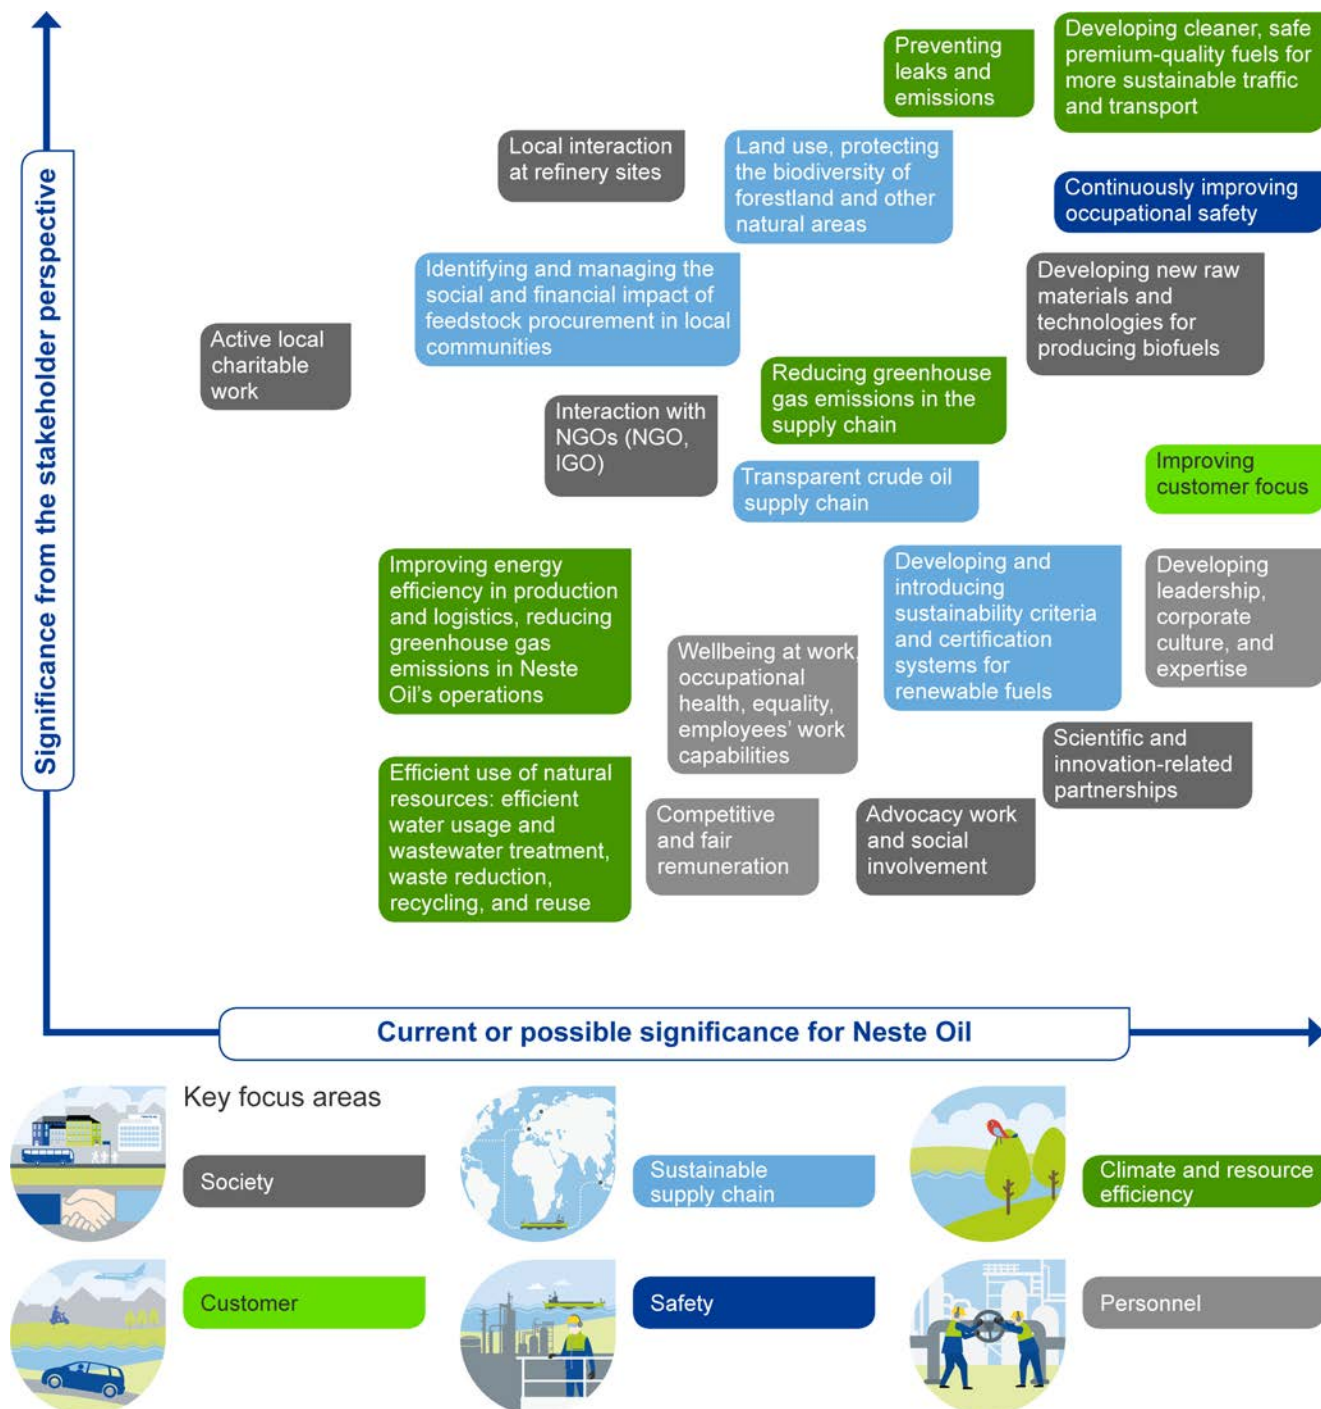 Preventing
leaks and
emissions
Developing cleaner, safe
premium-quality fuels for
more sustainable traffic
and transport
Local interaction
at refinery sites
Land use, protecting
the biodiversity of
forestland and other
natural areas
Continuously improving
occupational safety
Identifying and managing the
social and financial impact of
feedstock procurement in local
communities
Developing new raw
materials and
technologies for
producing biofuels
Active local
charitable
work
Reducing greenhouse
gas emissions in the
supply chain
Interaction with
NGOs (NGO,
IGO)
Improving
customer focus
Transparent crude oil
supply chain
Improving energy
efficiency in production
and logistics, reducing
greenhouse gas
emissions in Neste
Oil's operations
Developing and
introducing
sustainability criteria
and certification
systems for
renewable fuels
Developing
leadership,
corporate
culture, and
expertise
Wellbeing at work,
occupational
health, equality,
employees' work
capabilities
Scientific and
innovation-related
partnerships
Efficient use of natural
resources: efficient
water usage and
wastewater treatment,
waste reduction,
recycling, and reuse
Competitive
and fair
remuneration
Advocacy work
and social
involvement
Significance from the stakeholder perspective
Current or possible significance for Neste Oil
Key focus areas
Society
Sustainable
supply chain
Climate and resource
efficiency
Customer
Safety
Personnel